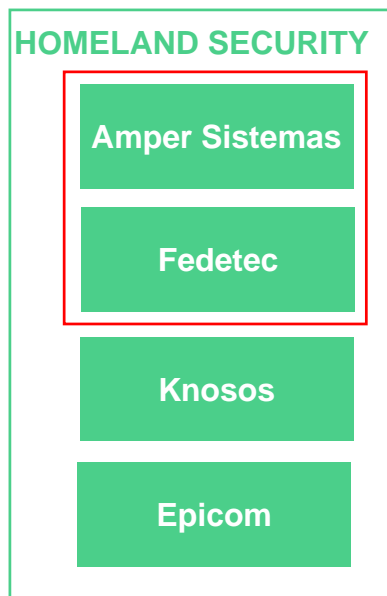 HOMELAND SECURITY
Amper Sistemas
Fedetec
Knosos
Epicom